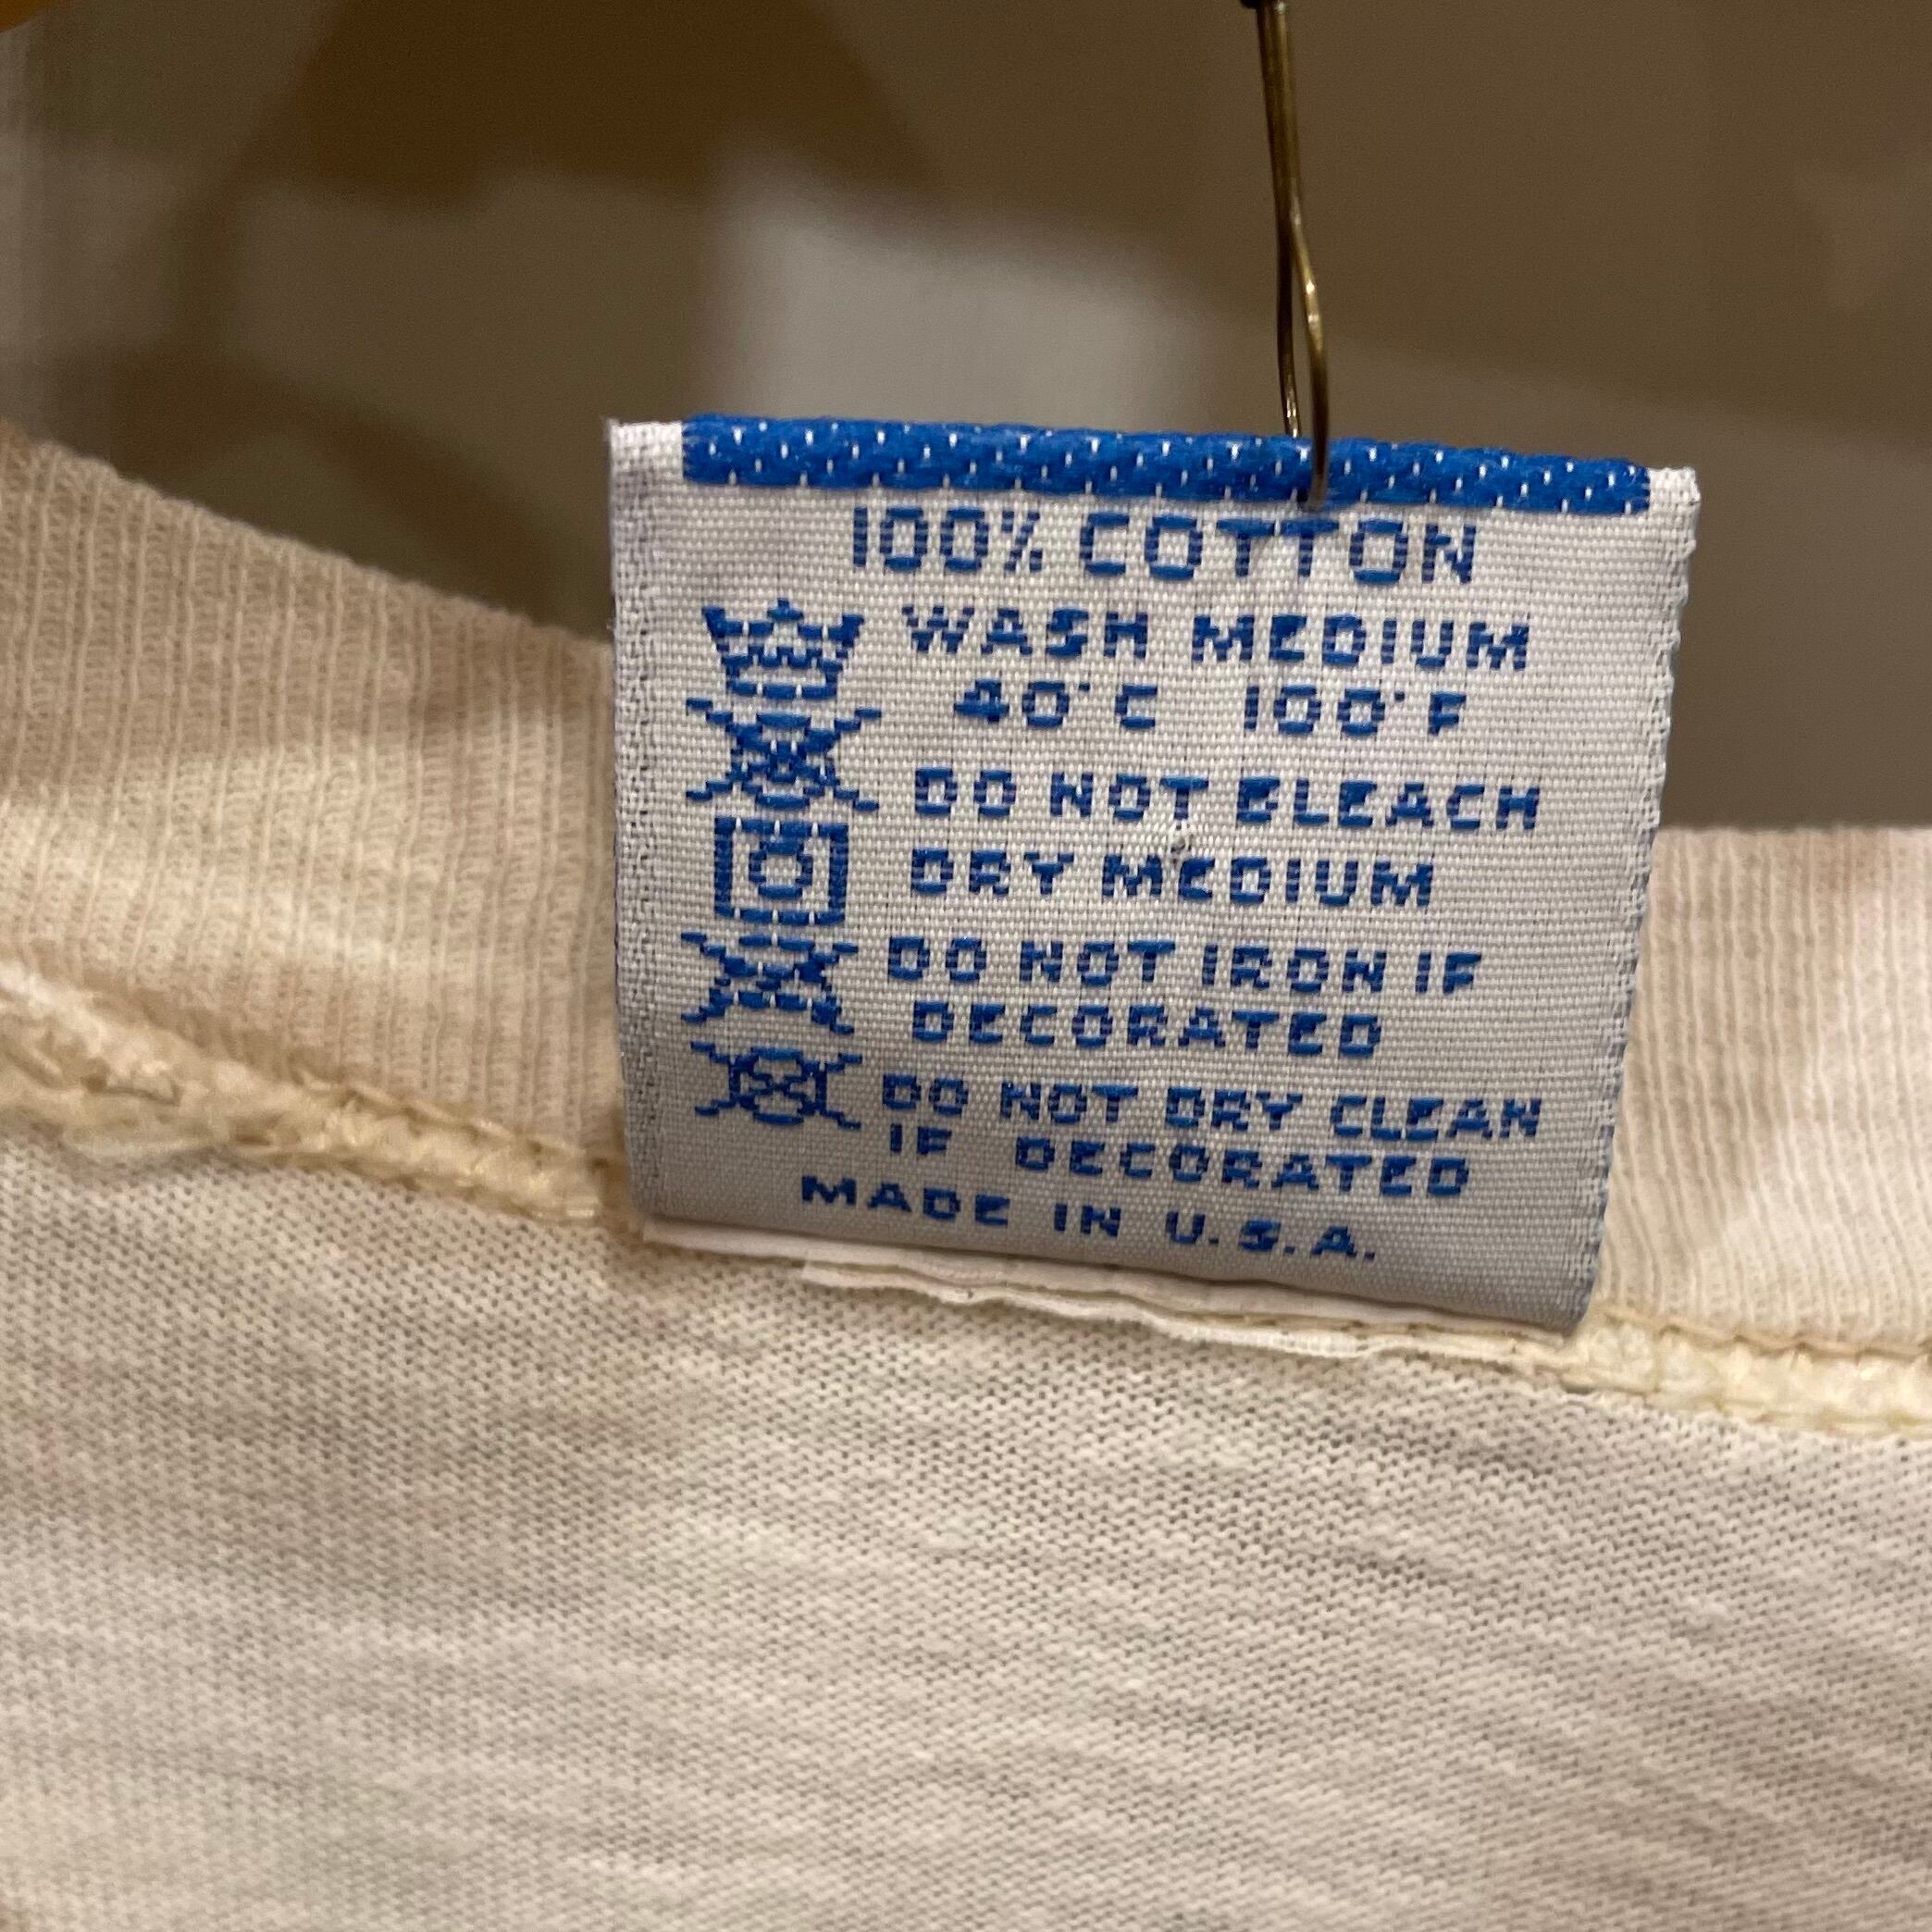 100% COTTON
WASH MEDIUM
40°C 100°F
DO NOT BLEACH
DRY MEDIUM
DO NOT IRON IF
DECORATED
DO NOT DRY CLEAN
IF DECORATED
MADE IN U.S.A.